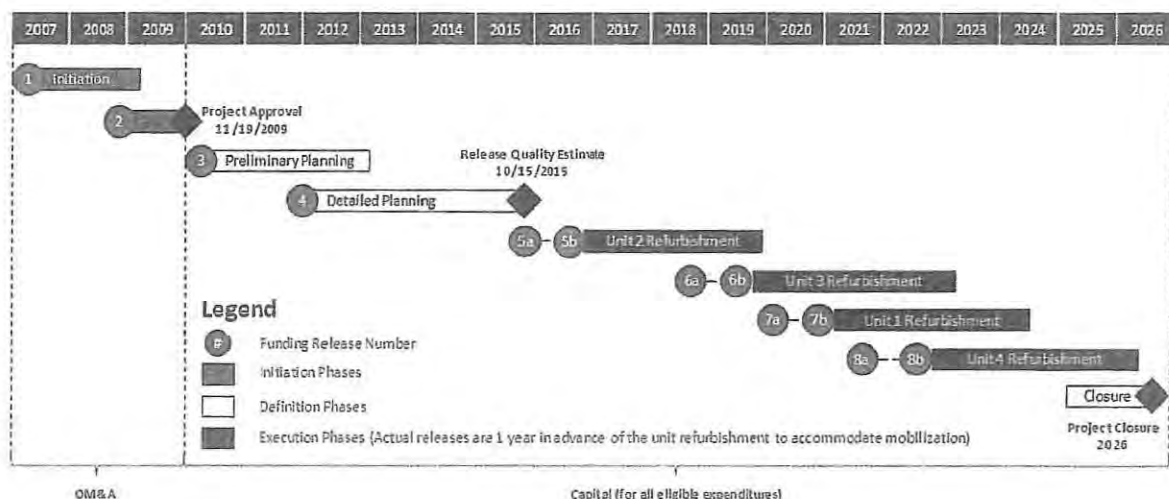 2007 2008 2009 2010 2011 2012 2013 2014 2015 2016 2017 2018 2019 2020 2021 2022 2023 2024 2025 2026
1 Initiation
2
Project Approval
11/19/2009
3 Preliminary Planning
Release Quality Estimate
10/15/2015
4 Detailed Planning
5a 5b Unit 2 Refurbishment
6a 6b Unit 3 Refurbishment
7a 7b Unit 1 Refurbishment
8a 8b Unit 4 Refurbishment
Closure
Project Closure
2026
Legend
# Funding Release Number
Initiation Phases
Definition Phases
Execution Phases (Actual releases are 1 year in advance of the unit refurbishment to accommodate mobilization)
OM&A Capital (for all eligible expenditures)